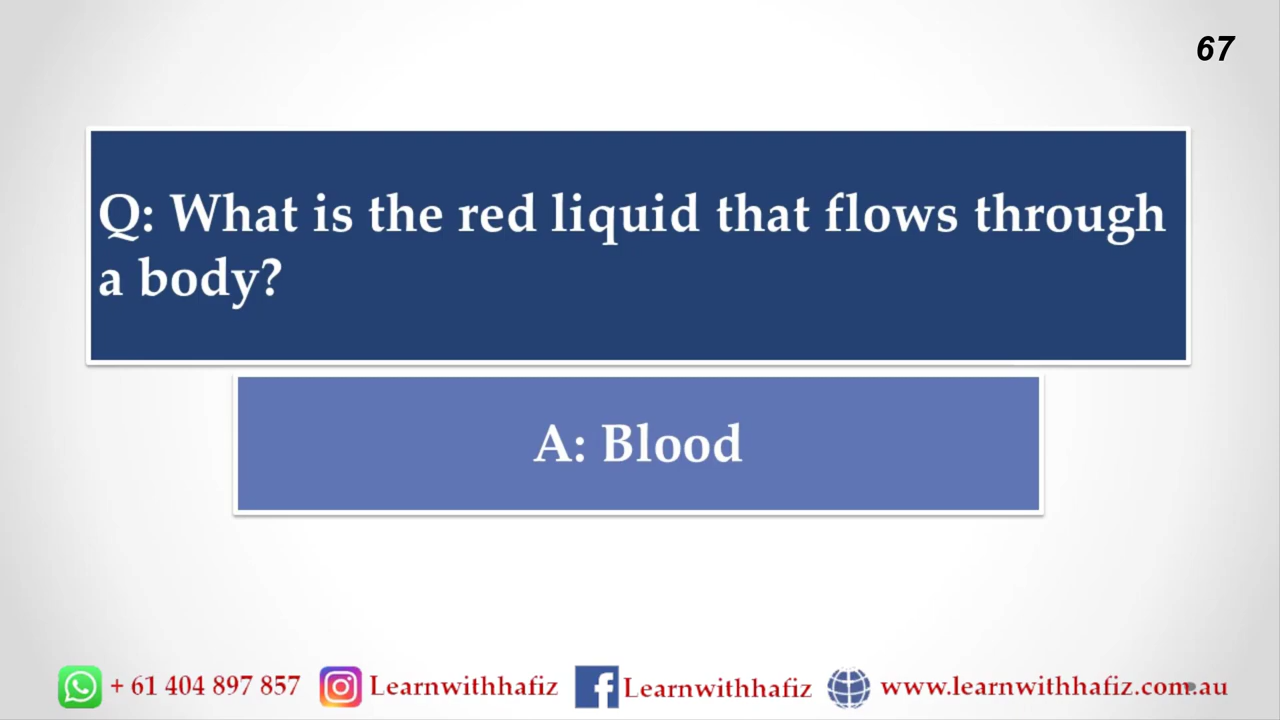 67
Q: What is the red liquid that flows through
a body?
A: Blood
+ 61 404 897 857 Learnwithhafiz Learnwithhafiz www.learnwithhafiz.com.au